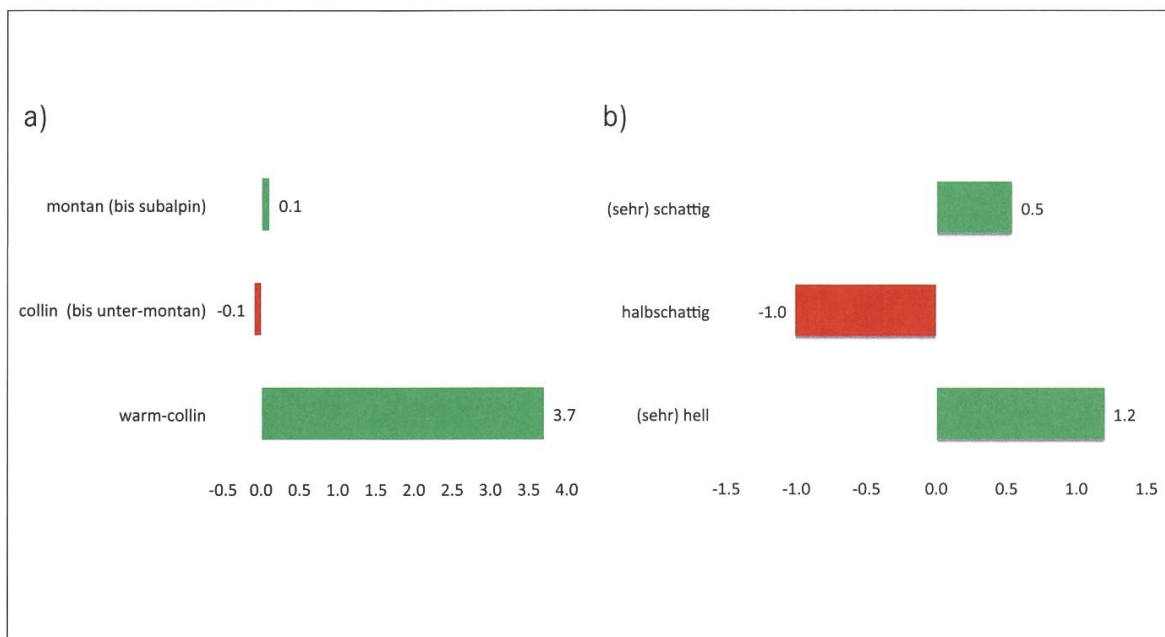 a)
montan (bis subalpin) 0.1
collin (bis unter-montan) -0.1
warm-collin 3.7
-0.5 0.0 0.5 1.0 1.5 2.0 2.5 3.0 3.5 4.0
b)
(sehr) schattig 0.5
halbschattig -1.0
(sehr) hell 1.2
-1.5 -1.0 -0.5 0.0 0.5 1.0 1.5